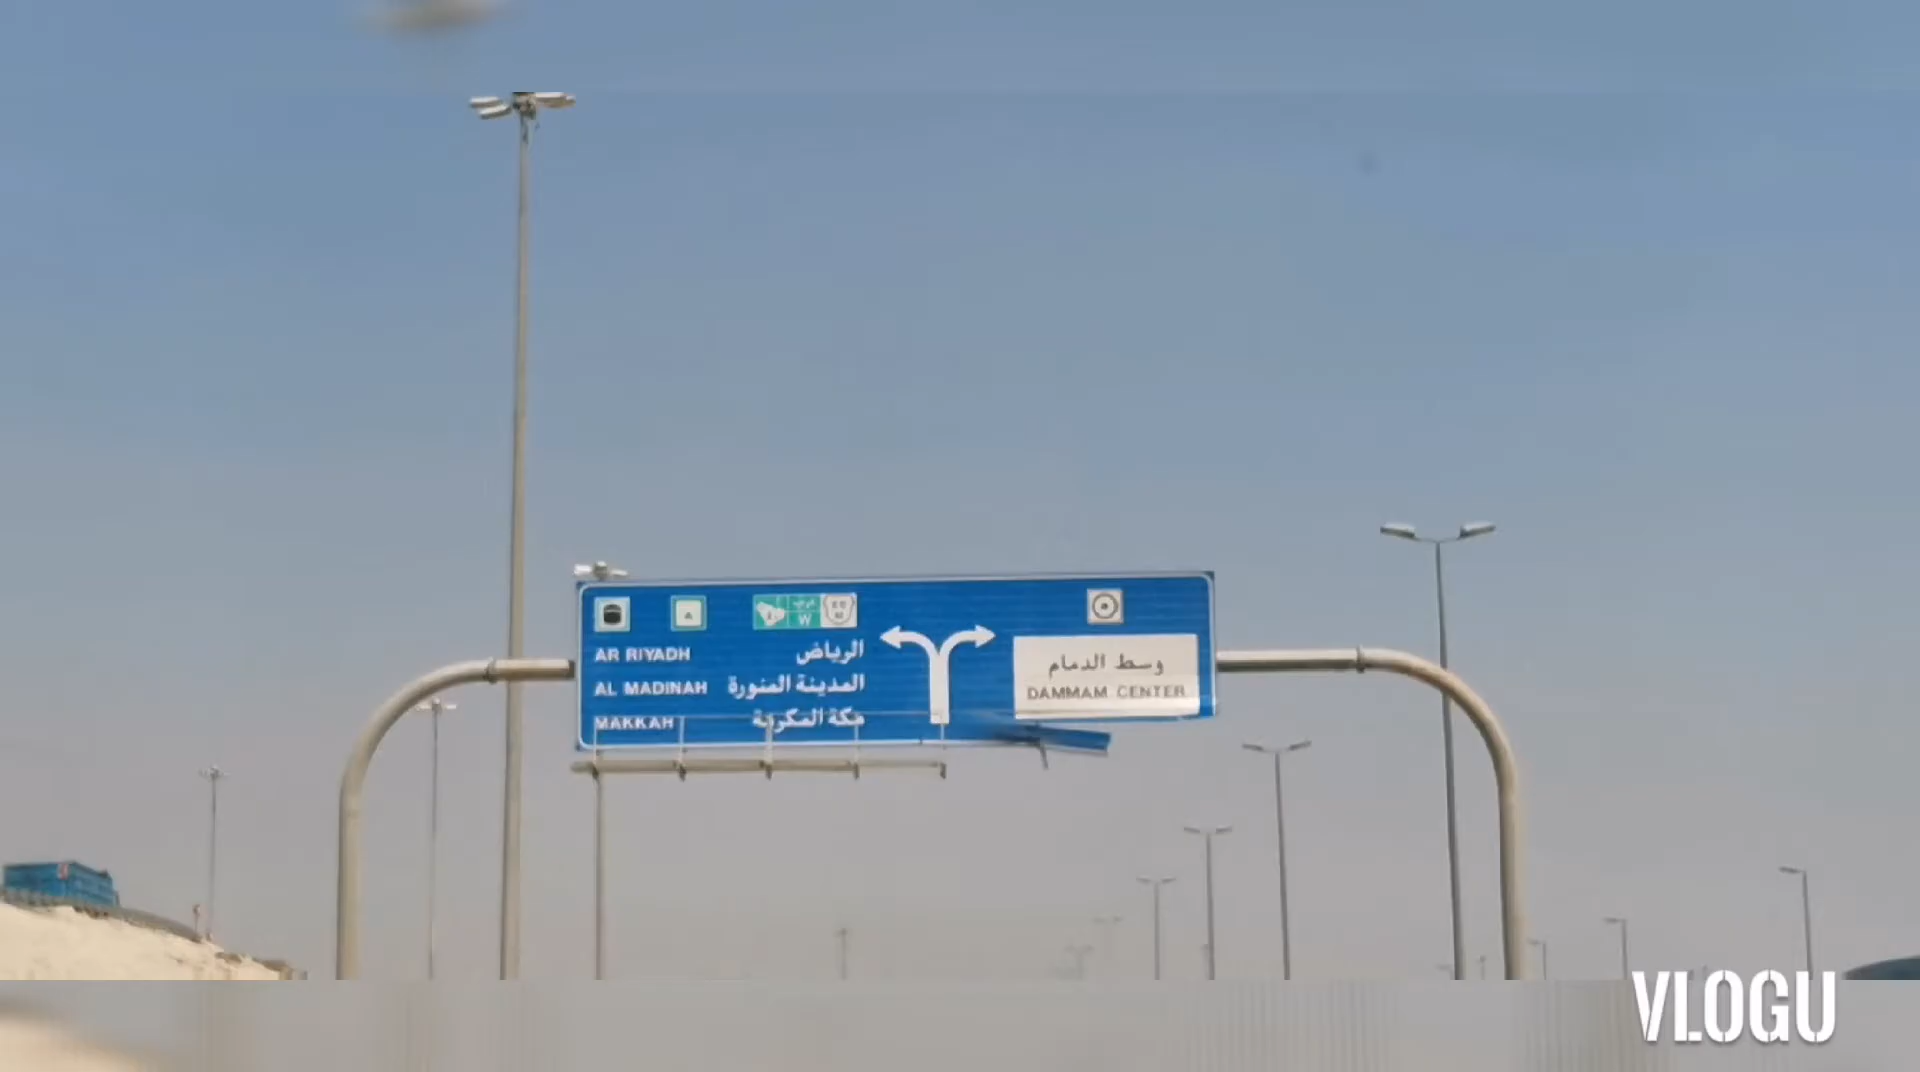 W
AR RIYADH الرياض
AL MADINAH المدينة المنورة
MAKKAH مكة المكرمة
وسط الدمام
DAMMAM CENTER
VLOGU